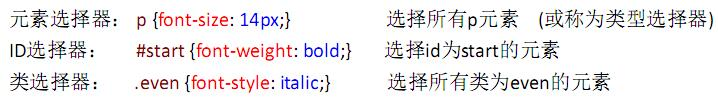 元素选择器： p {font-size: 14px;} 选择所有p元素 (或称为类型选择器)
ID选择器： #start {font-weight: bold;} 选择id为start的元素
类选择器： .even {font-style: italic;} 选择所有类为even的元素